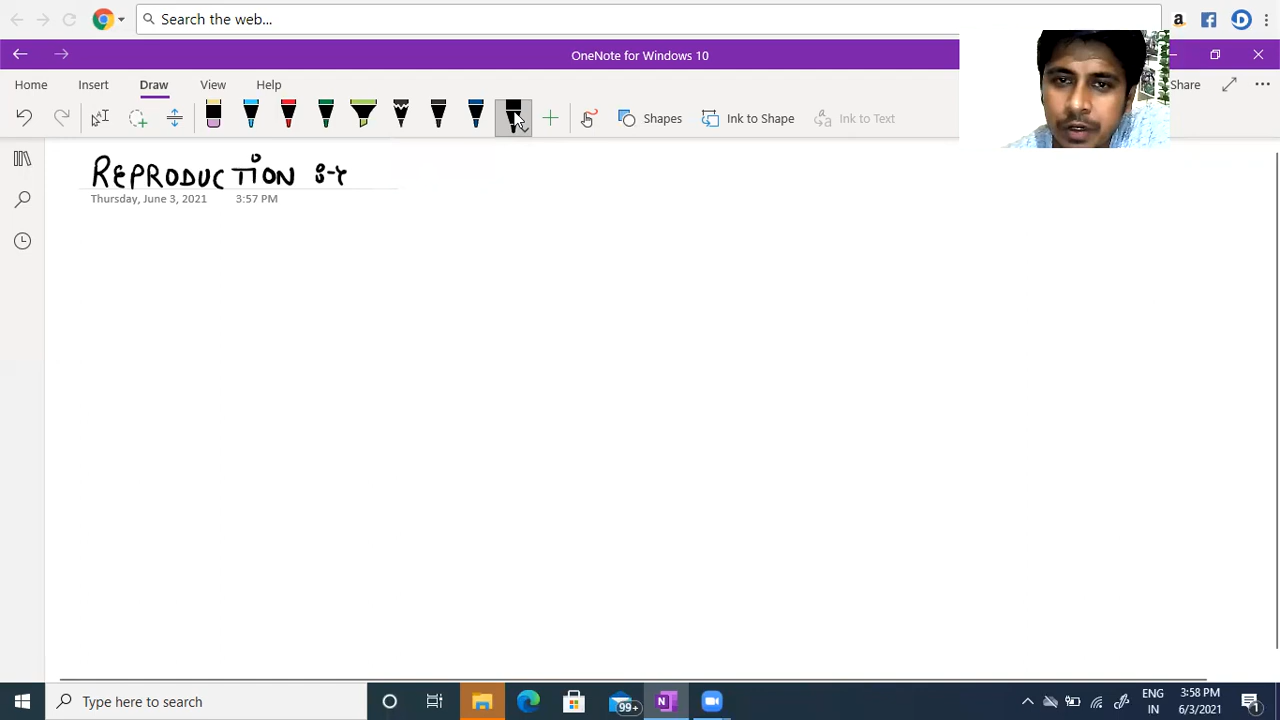 Search the web...
OneNote for Windows 10
Home Insert Draw View Help Share
Shapes Ink to Shape Ink to Text
REPRODUCTION
Thursday, June 3, 2021 3:57 PM
Type here to search
99+
ENG
IN
3:58 PM
6/3/2021
1